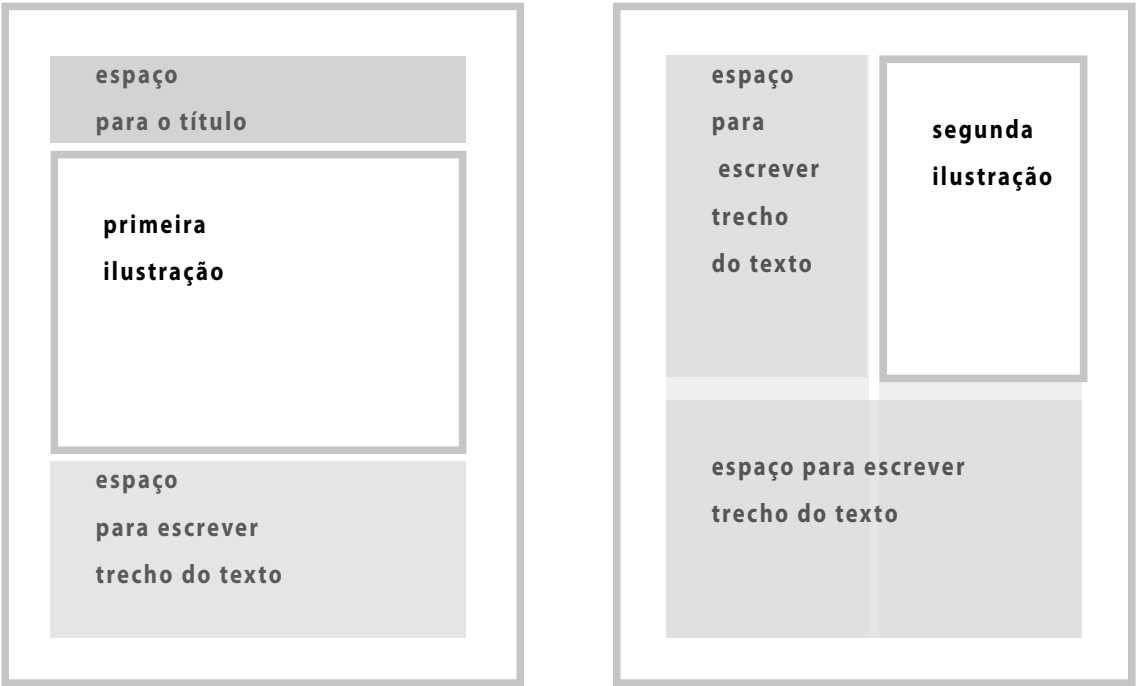 espaço
para o título
primeira
ilustração
espaço
para escrever
trecho do texto
espaço
para
escrever
trecho
do texto
segunda
ilustração
espaço para escrever
trecho do texto